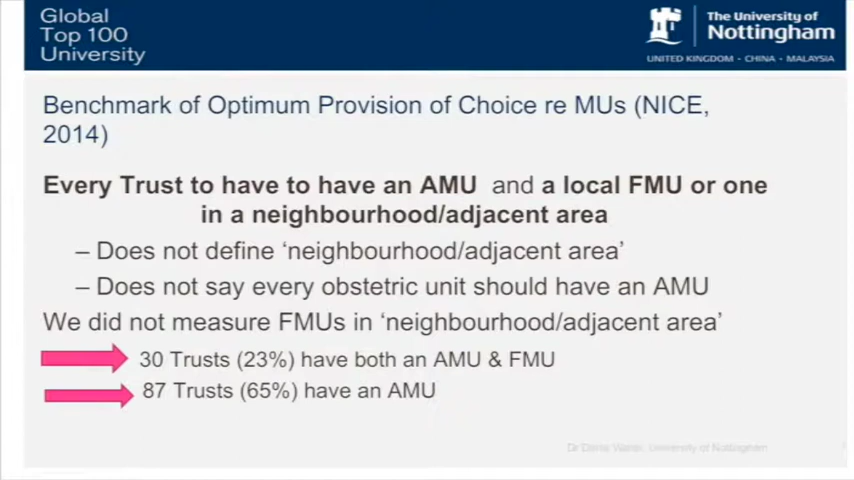 Global
Top 100
University
The University of
Nottingham
UNITED KINGDOM · CHINA · MALAYSIA
Benchmark of Optimum Provision of Choice re MUs (NICE,
2014)
Every Trust to have to have an AMU and a local FMU or one
in a neighbourhood/adjacent area
– Does not define ‘neighbourhood/adjacent area’
– Does not say every obstetric unit should have an AMU
We did not measure FMUs in ‘neighbourhood/adjacent area’
30 Trusts (23%) have both an AMU & FMU
87 Trusts (65%) have an AMU
Dr Denis Walsh, University of Nottingham